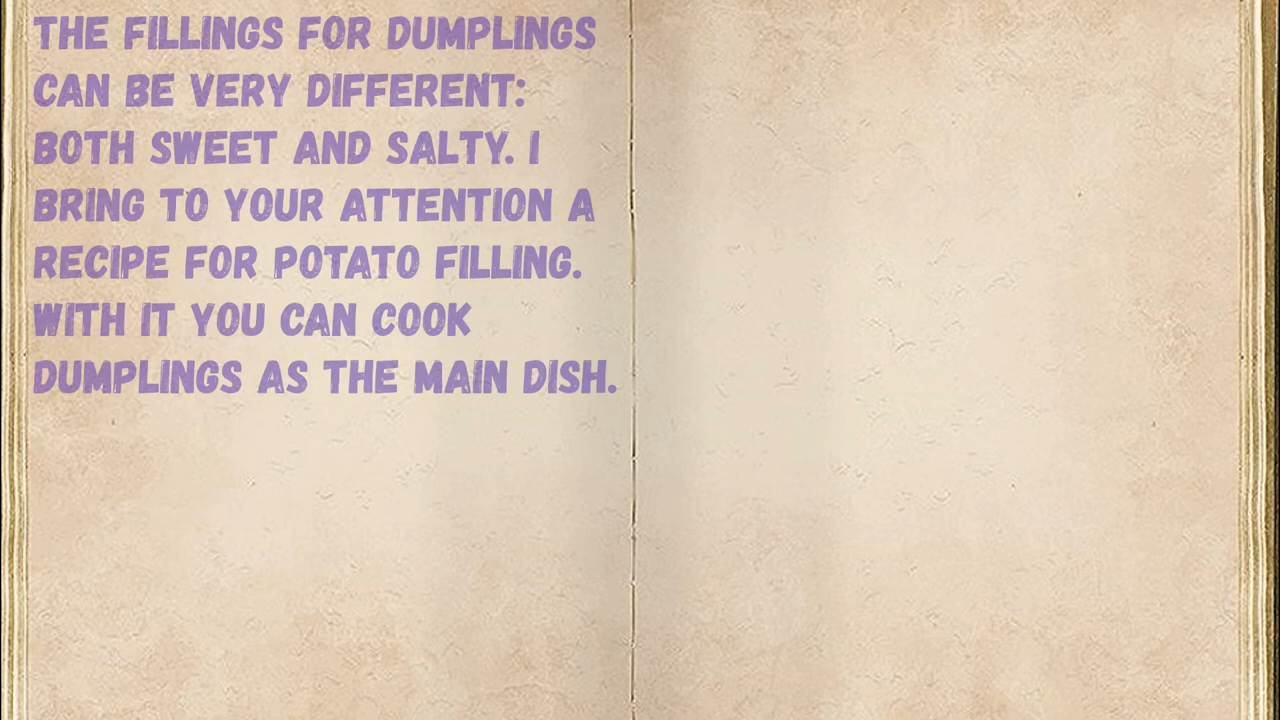 THE FILLINGS FOR DUMPLINGS
CAN BE VERY DIFFERENT:
BOTH SWEET AND SALTY. I
BRING TO YOUR ATTENTION A
RECIPE FOR POTATO FILLING.
WITH IT YOU CAN COOK
DUMPLINGS AS THE MAIN DISH.